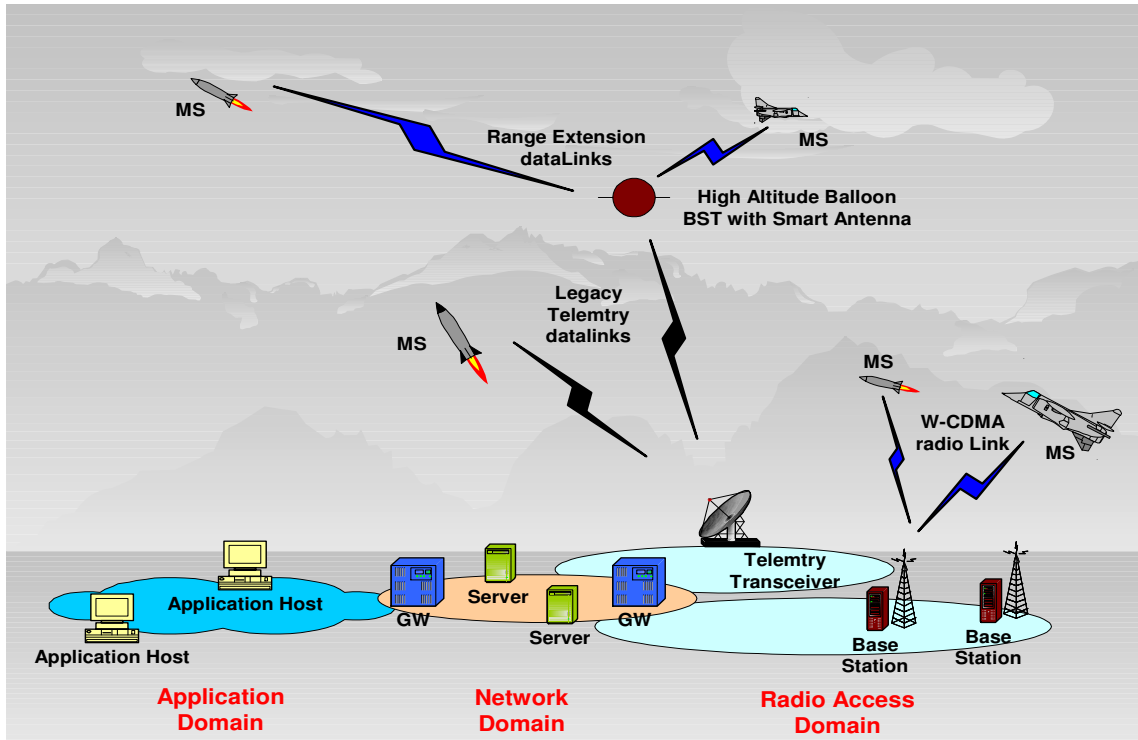 MS
MS
Range Extension
dataLinks
High Altitude Balloon
BST with Smart Antenna
Legacy
Telemtry
datalinks
MS
MS
W-CDMA
radio Link
MS
Telemtry
Transceiver
Application Host
Server
GW
GW
Server
Application Host
Base
Station
Base
Station
Application
Domain
Network
Domain
Radio Access
Domain